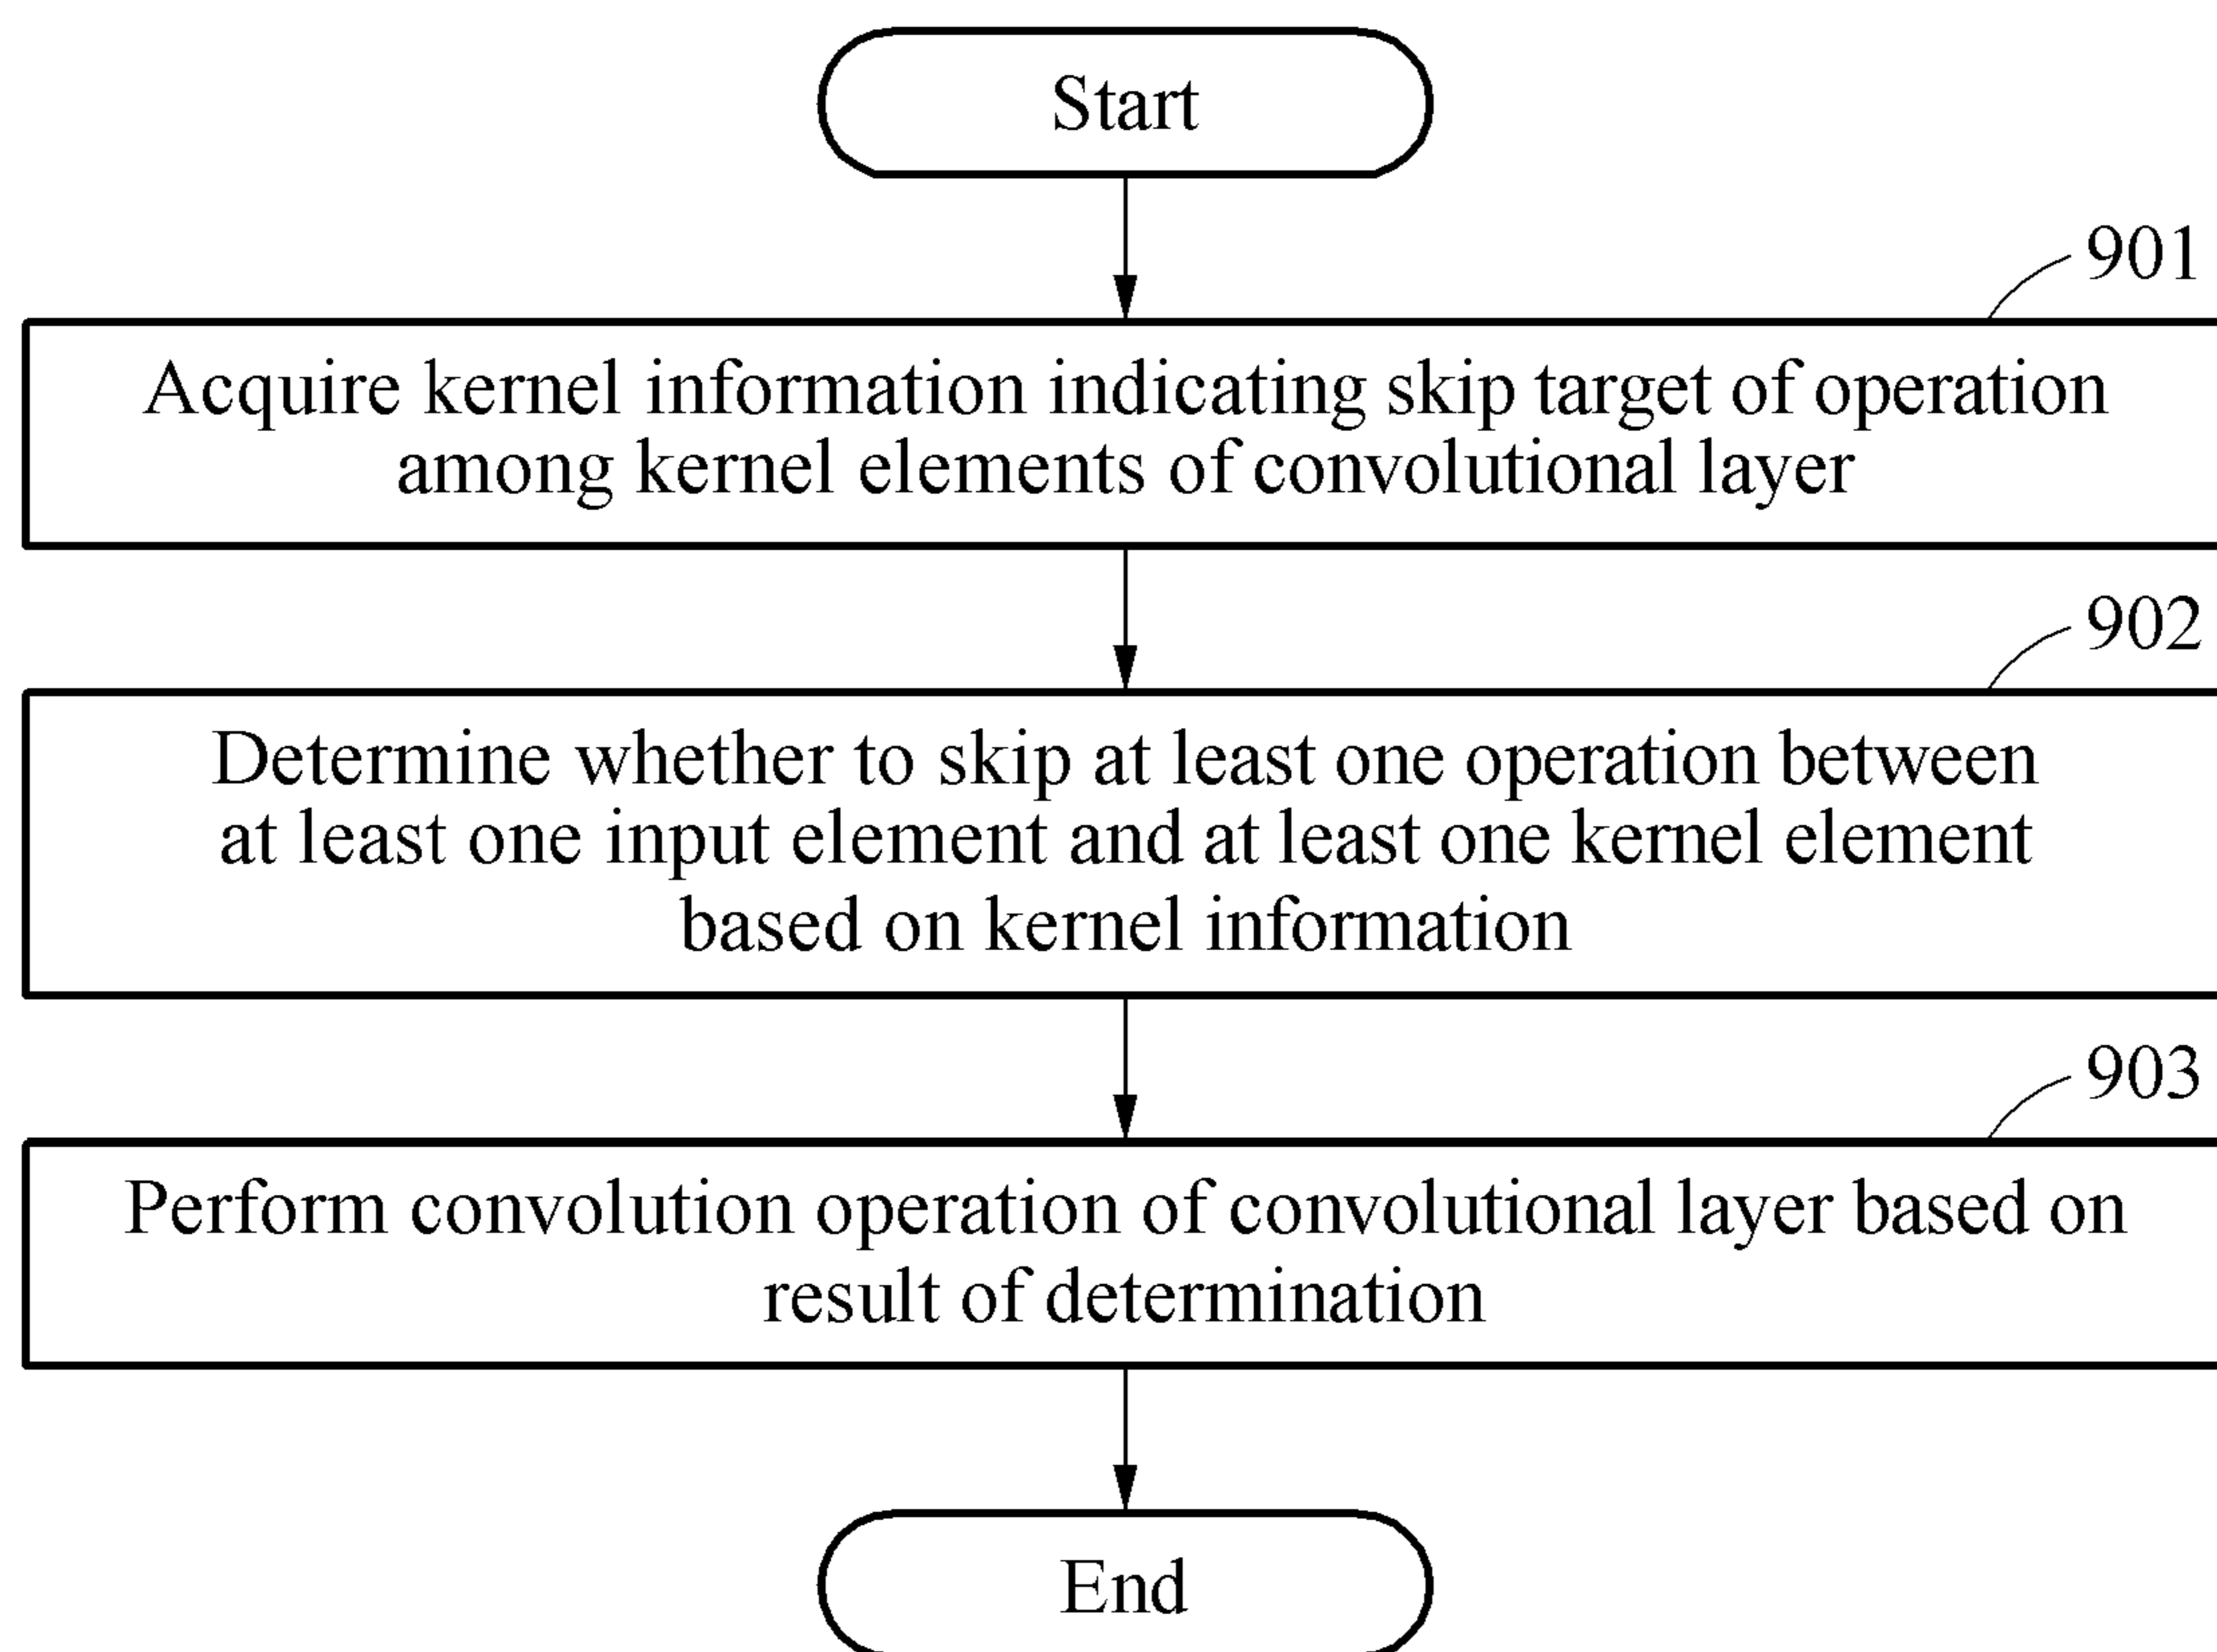 Start
901
Acquire kernel information indicating skip target of operation
among kernel elements of convolutional layer
902
Determine whether to skip at least one operation between
at least one input element and at least one kernel element
based on kernel information
903
Perform convolution operation of convolutional layer based on
result of determination
End